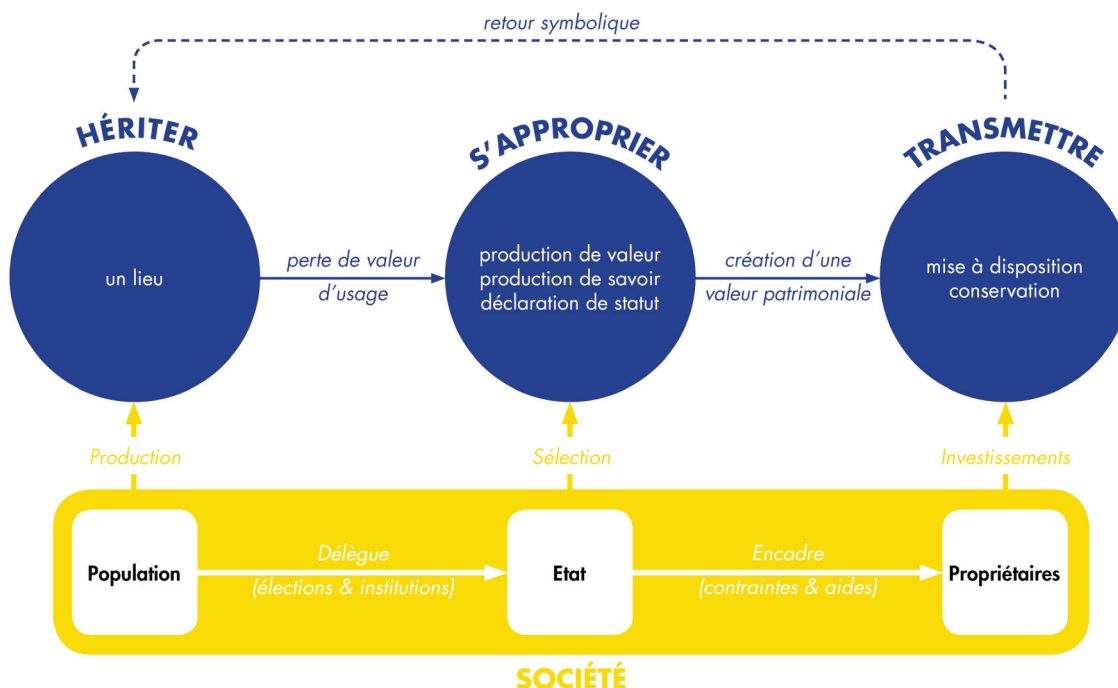 retour symbolique
HÉRITER
S'APPROPRIER
TRANSMETTRE
un lieu
perte de valeur
d'usage
production de valeur
production de savoir
déclaration de statut
création d'une
valeur patrimoniale
mise à disposition
conservation
Production
Sélection
Investissements
Population
Délègue
(élections & institutions)
Etat
Encadre
(contraintes & aides)
Propriétaires
SOCIÉTÉ